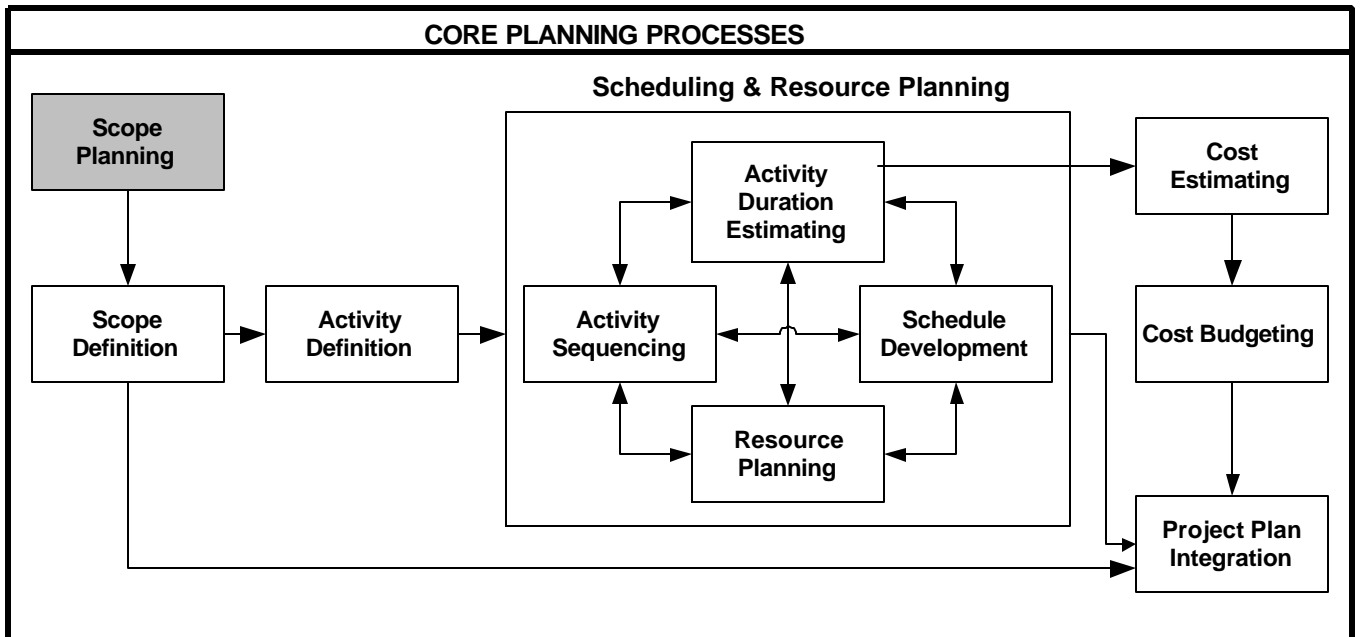 CORE PLANNING PROCESSES
Scheduling & Resource Planning
Scope
Planning
Activity
Duration
Estimating
Cost
Estimating
Scope
Definition
Activity
Definition
Activity
Sequencing
Schedule
Development
Cost Budgeting
Resource
Planning
Project Plan
Integration